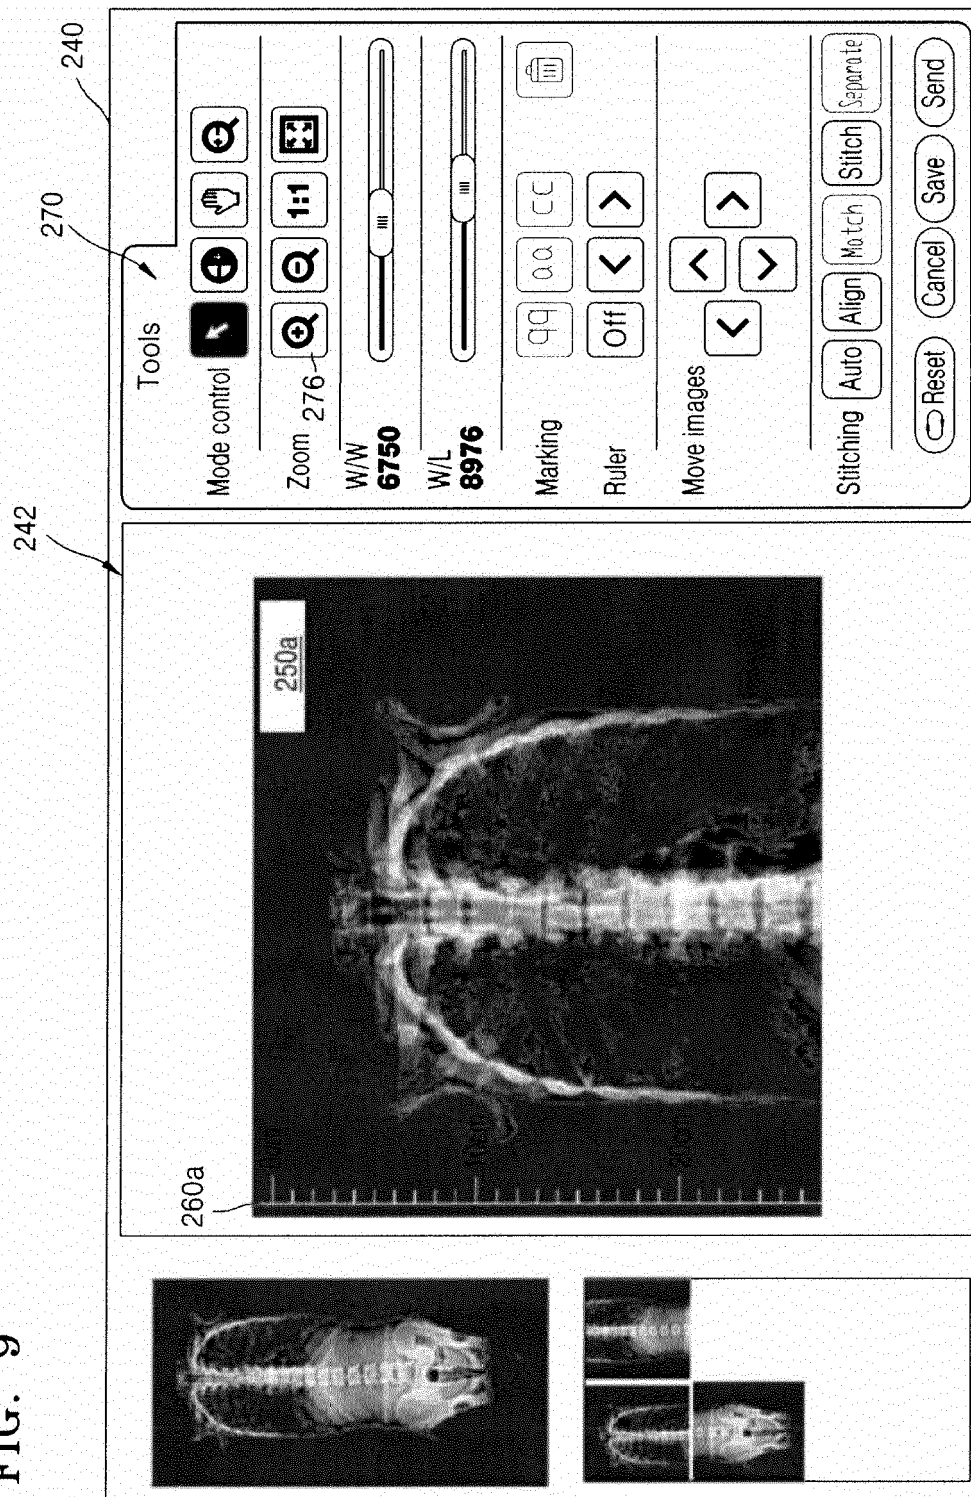 FIG. 9
240
242
270
Tools
Mode control
Zoom
276
1:1
W/W
6750
W/L
8976
Marking
qq aa cc
Ruler
Off
Move images
Stitching Auto Align Match Stitch Separate
Reset Cancel Save Send
250a
260a